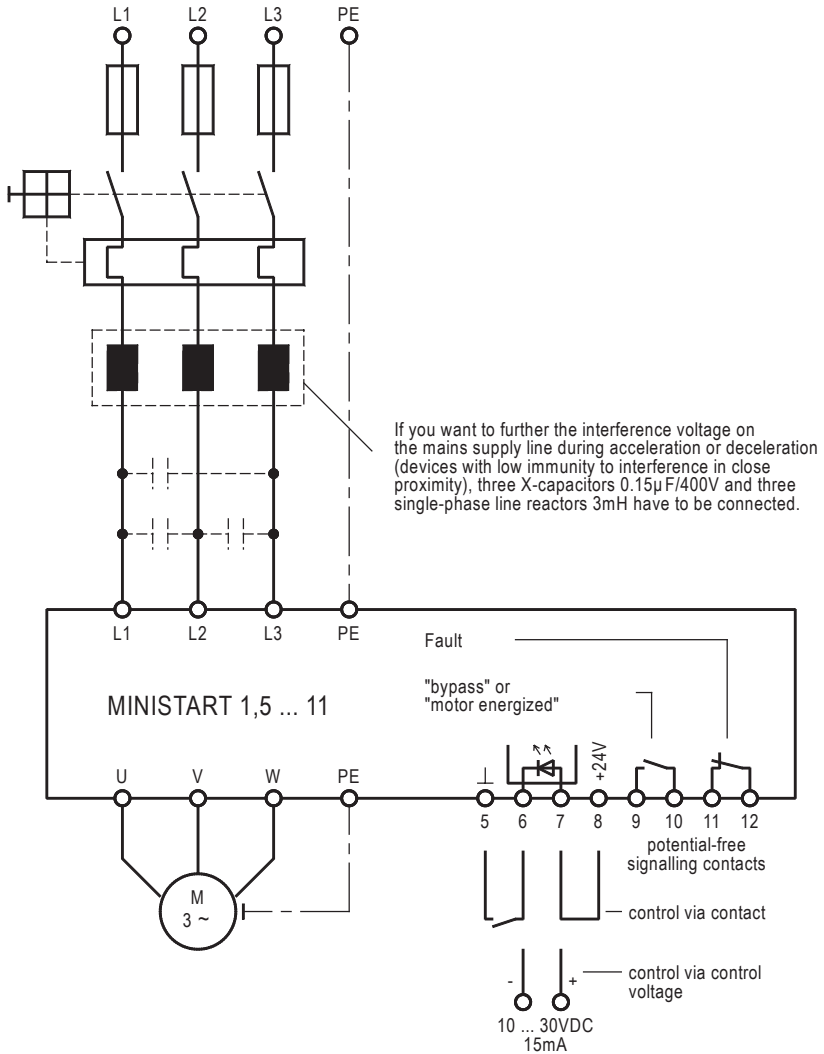 L1 L2 L3 PE
If you want to further the interference voltage on
the mains supply line during acceleration or deceleration
(devices with low immunity to interference in close
proximity), three X-capacitors 0.15µF/400V and three
single-phase line reactors 3mH have to be connected.
L1 L2 L3 PE
Fault
"bypass" or
"motor energized"
MINISTART 1,5 ... 11
+24V
U V W PE
5 6 7 8 9 10 11 12
potential-free
signalling contacts
M
3 ~
control via contact
- +
control via control
voltage
10 ... 30VDC
15mA